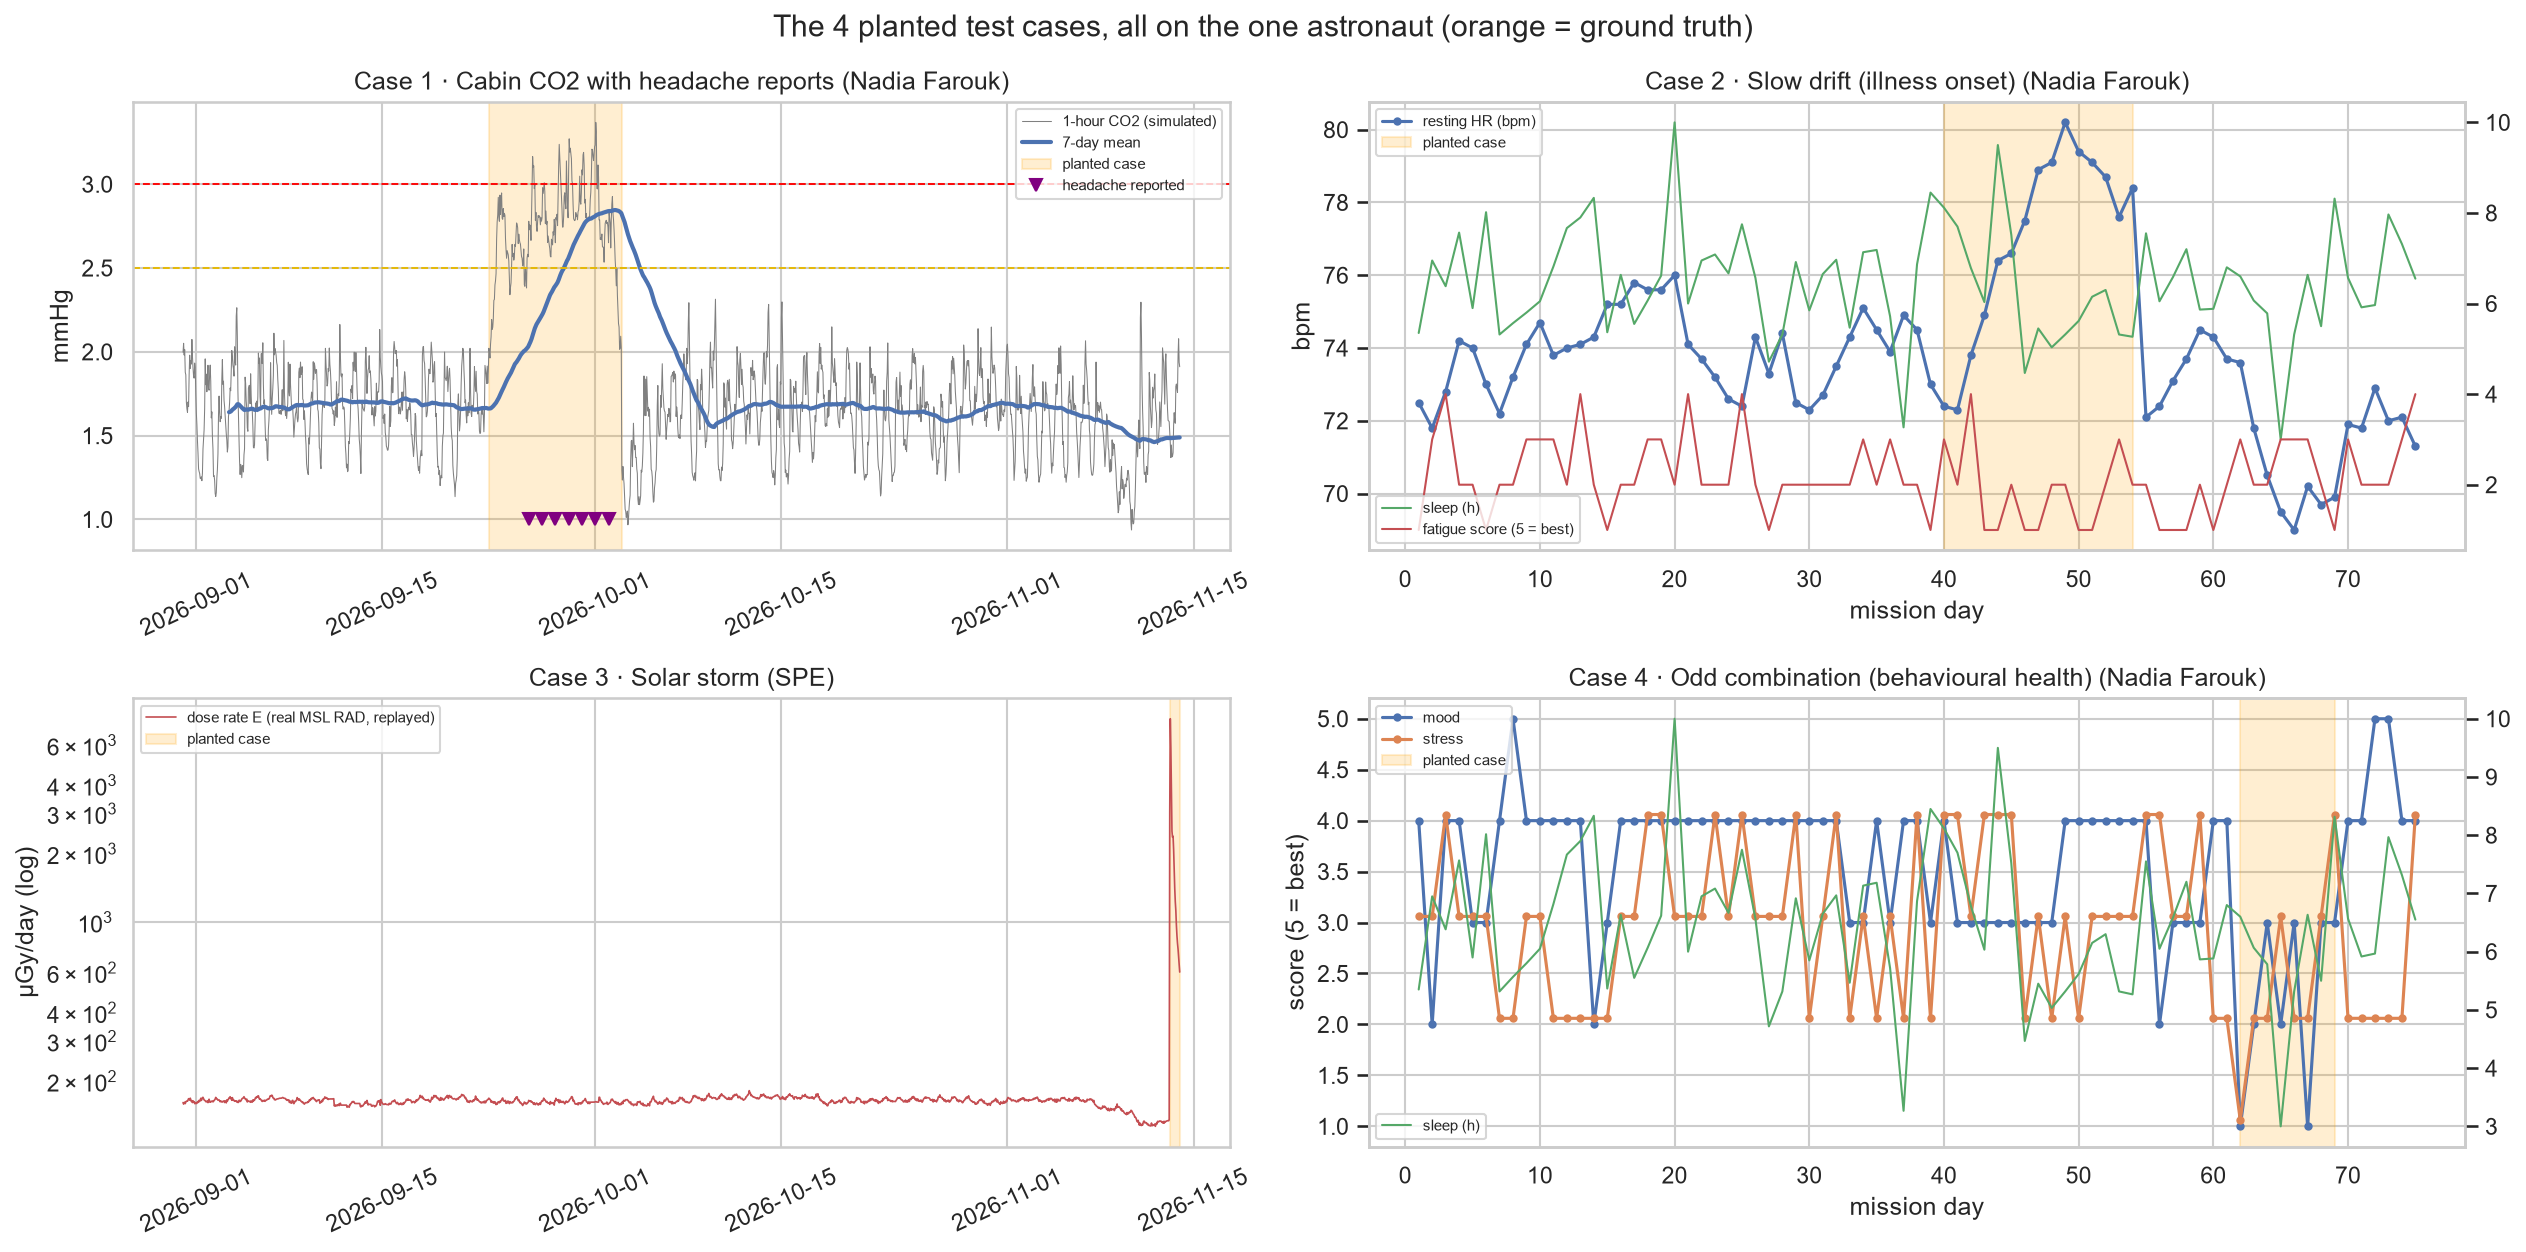 The 4 planted test cases, all on the one astronaut (orange = ground truth)
Case 1 · Cabin CO2 with headache reports (Nadia Farouk)
1-hour CO2 (simulated)
7-day mean
planted case
headache reported
mmHg
3.0
2.5
2.0
1.5
1.0
2026-09-01
2026-09-15
2026-10-01
2026-10-15
2026-11-01
2026-11-15
Case 2 · Slow drift (illness onset) (Nadia Farouk)
resting HR (bpm)
planted case
sleep (h)
fatigue score (5 = best)
bpm
80
78
76
74
72
70
10
8
6
4
2
0
10
20
30
40
50
60
70
mission day
Case 3 · Solar storm (SPE)
dose rate E (real MSL RAD, replayed)
planted case
µGy/day (log)
6 × 10³
4 × 10³
3 × 10³
2 × 10³
10³
6 × 10²
4 × 10²
3 × 10²
2 × 10²
2026-09-01
2026-09-15
2026-10-01
2026-10-15
2026-11-01
2026-11-15
Case 4 · Odd combination (behavioural health) (Nadia Farouk)
mood
stress
planted case
sleep (h)
score (5 = best)
5.0
4.5
4.0
3.5
3.0
2.5
2.0
1.5
1.0
10
9
8
7
6
5
4
3
0
10
20
30
40
50
60
70
mission day